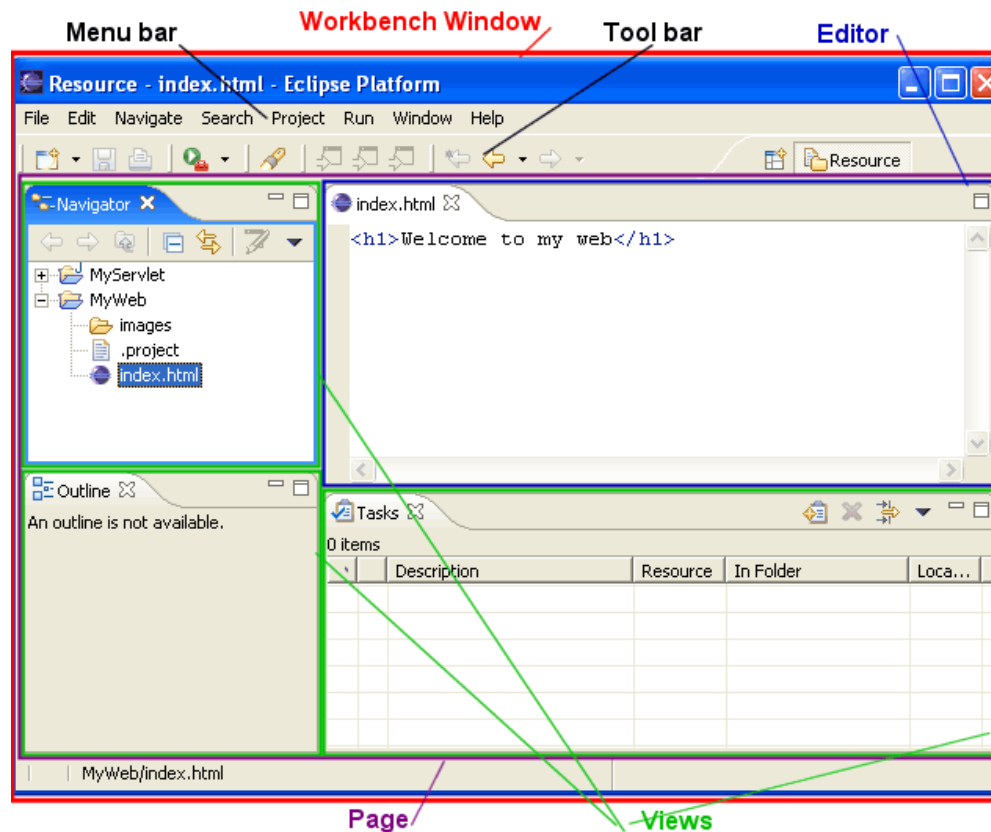 Workbench Window
Menu bar
Tool bar
Editor
Resource - index.html - Eclipse Platform
File Edit Navigate Search Project Run Window Help
Resource
Navigator
index.html
<h1>Welcome to my web</h1>
MyServlet
MyWeb
images
.project
index.html
Outline
An outline is not available.
Tasks
0 items
Description Resource In Folder Loca...
MyWeb/index.html
Page
Views